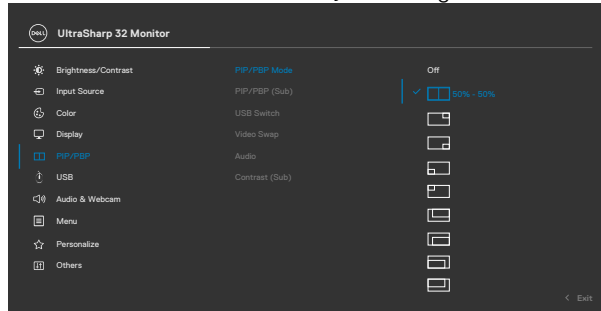 DELL UltraSharp 32 Monitor
Brightness/Contrast PIP/PBP Mode Off
Input Source PIP/PBP (Sub) 50% - 50%
Color USB Switch
Display Video Swap
PIP/PBP Audio
USB Contrast (Sub)
Audio & Webcam
Menu
Personalize
Others
Exit